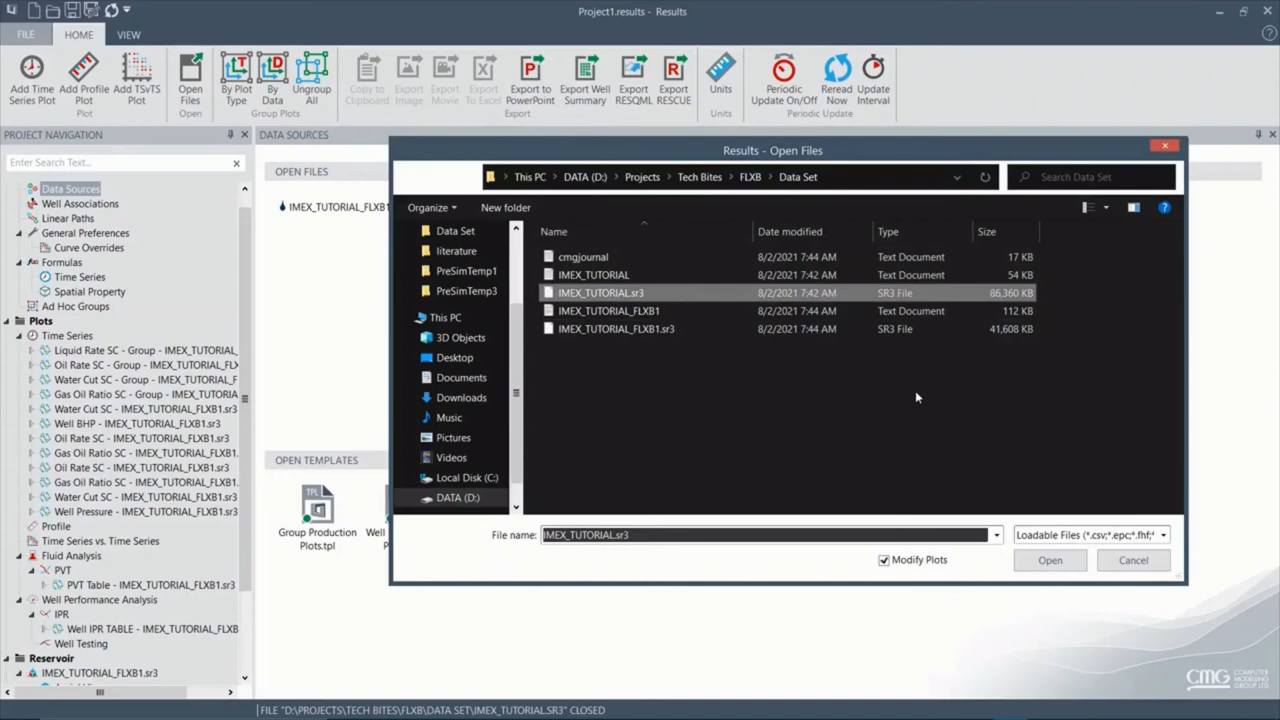 Project1.results - Results
FILE HOME VIEW
Add Time Series Plot
Add Profile Plot
Add TSvTS Plot
Plot
Open Files
Open
By Plot Type
By Data
Ungroup All
Group Plots
Copy to Clipboard
Export Image
Export Movie
Export To Excel
Export to PowerPoint
Export Well Summary
Export RESQML
Export RESCUE
Export
Units
Units
Periodic Update On/Off
Reread Now
Update Interval
Periodic Update
PROJECT NAVIGATION
DATA SOURCES
Enter Search Text...
Data Sources
Well Associations
Linear Paths
General Preferences
Curve Overrides
Formulas
Time Series
Spatial Property
Ad Hoc Groups
Plots
Time Series
Liquid Rate SC - Group - IMEX_TUTORIAL_
Oil Rate SC - Group - IMEX_TUTORIAL_FLX
Water Cut SC - Group - IMEX_TUTORIAL_F
Gas Oil Ratio SC - Group - IMEX_TUTORIA
Water Cut SC - IMEX_TUTORIAL_FLXB1.sr3
Well BHP - IMEX_TUTORIAL_FLXB1.sr3
Oil Rate SC - IMEX_TUTORIAL_FLXB1.sr3
Gas Oil Ratio SC - IMEX_TUTORIAL_FLXB1.
Oil Rate SC - IMEX_TUTORIAL_FLXB1.sr3
Gas Oil Ratio SC - IMEX_TUTORIAL_FLXB1.
Water Cut SC - IMEX_TUTORIAL_FLXB1.sr3
Well Pressure - IMEX_TUTORIAL_FLXB1.sr3
Profile
Time Series vs. Time Series
Fluid Analysis
PVT
PVT Table - IMEX_TUTORIAL_FLXB1.sr3
Well Performance Analysis
IPR
Well IPR TABLE - IMEX_TUTORIAL_FLXB
Well Testing
Reservoir
IMEX_TUTORIAL_FLXB1.sr3
OPEN FILES
IMEX_TUTORIAL_FLXB1
OPEN TEMPLATES
TPL
Group Production Plots.tpl
Well
Results - Open Files
This PC > DATA (D:) > Projects > Tech Bites > FLXB > Data Set
Search Data Set
Organize New folder
Data Set
literature
PreSimTemp1
PreSimTemp3
This PC
3D Objects
Desktop
Documents
Downloads
Music
Pictures
Videos
Local Disk (C:)
DATA (D:)
Name Date modified Type Size
cmgjournal 8/2/2021 7:44 AM Text Document 17 KB
IMEX_TUTORIAL 8/2/2021 7:42 AM Text Document 54 KB
IMEX_TUTORIAL.sr3 8/2/2021 7:42 AM SR3 File 86,360 KB
IMEX_TUTORIAL_FLXB1 8/2/2021 7:44 AM Text Document 112 KB
IMEX_TUTORIAL_FLXB1.sr3 8/2/2021 7:44 AM SR3 File 41,608 KB
File name: IMEX_TUTORIAL.sr3
Loadable Files (*.csv;*.epc;*.fhf;*
Modify Plots
Open Cancel
CMG COMPUTER MODELLING GROUP LTD.
FILE "D:\PROJECTS\TECH BITES\FLXB\DATA SET\IMEX_TUTORIAL.SR3" CLOSED